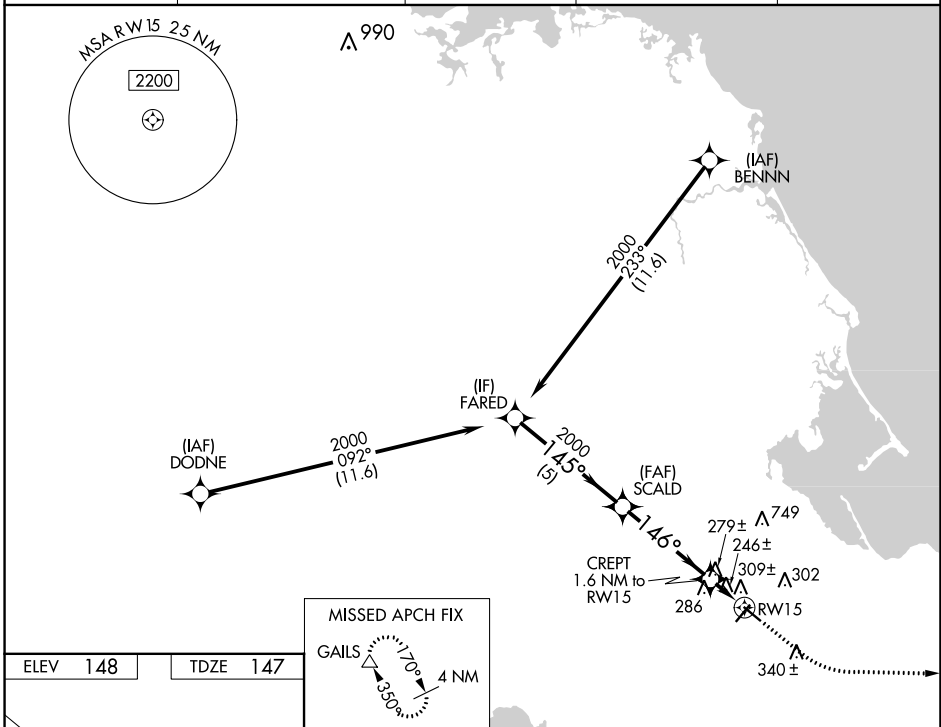 MSA RW15 25 NM
2200
990
(IAF)
BENNN
2000
233°
(11.6)
(IF)
FARED
(IAF)
DODNE
2000
092°
(11.6)
2000
145°
(5)
(FAF)
SCALD
146°
749
279±
246±
309±
302
CREPT
1.6 NM to
RW15
286
RW15
340±
MISSED APCH FIX
GAILS
170°
4 NM
350°
ELEV 148
TDZE 147